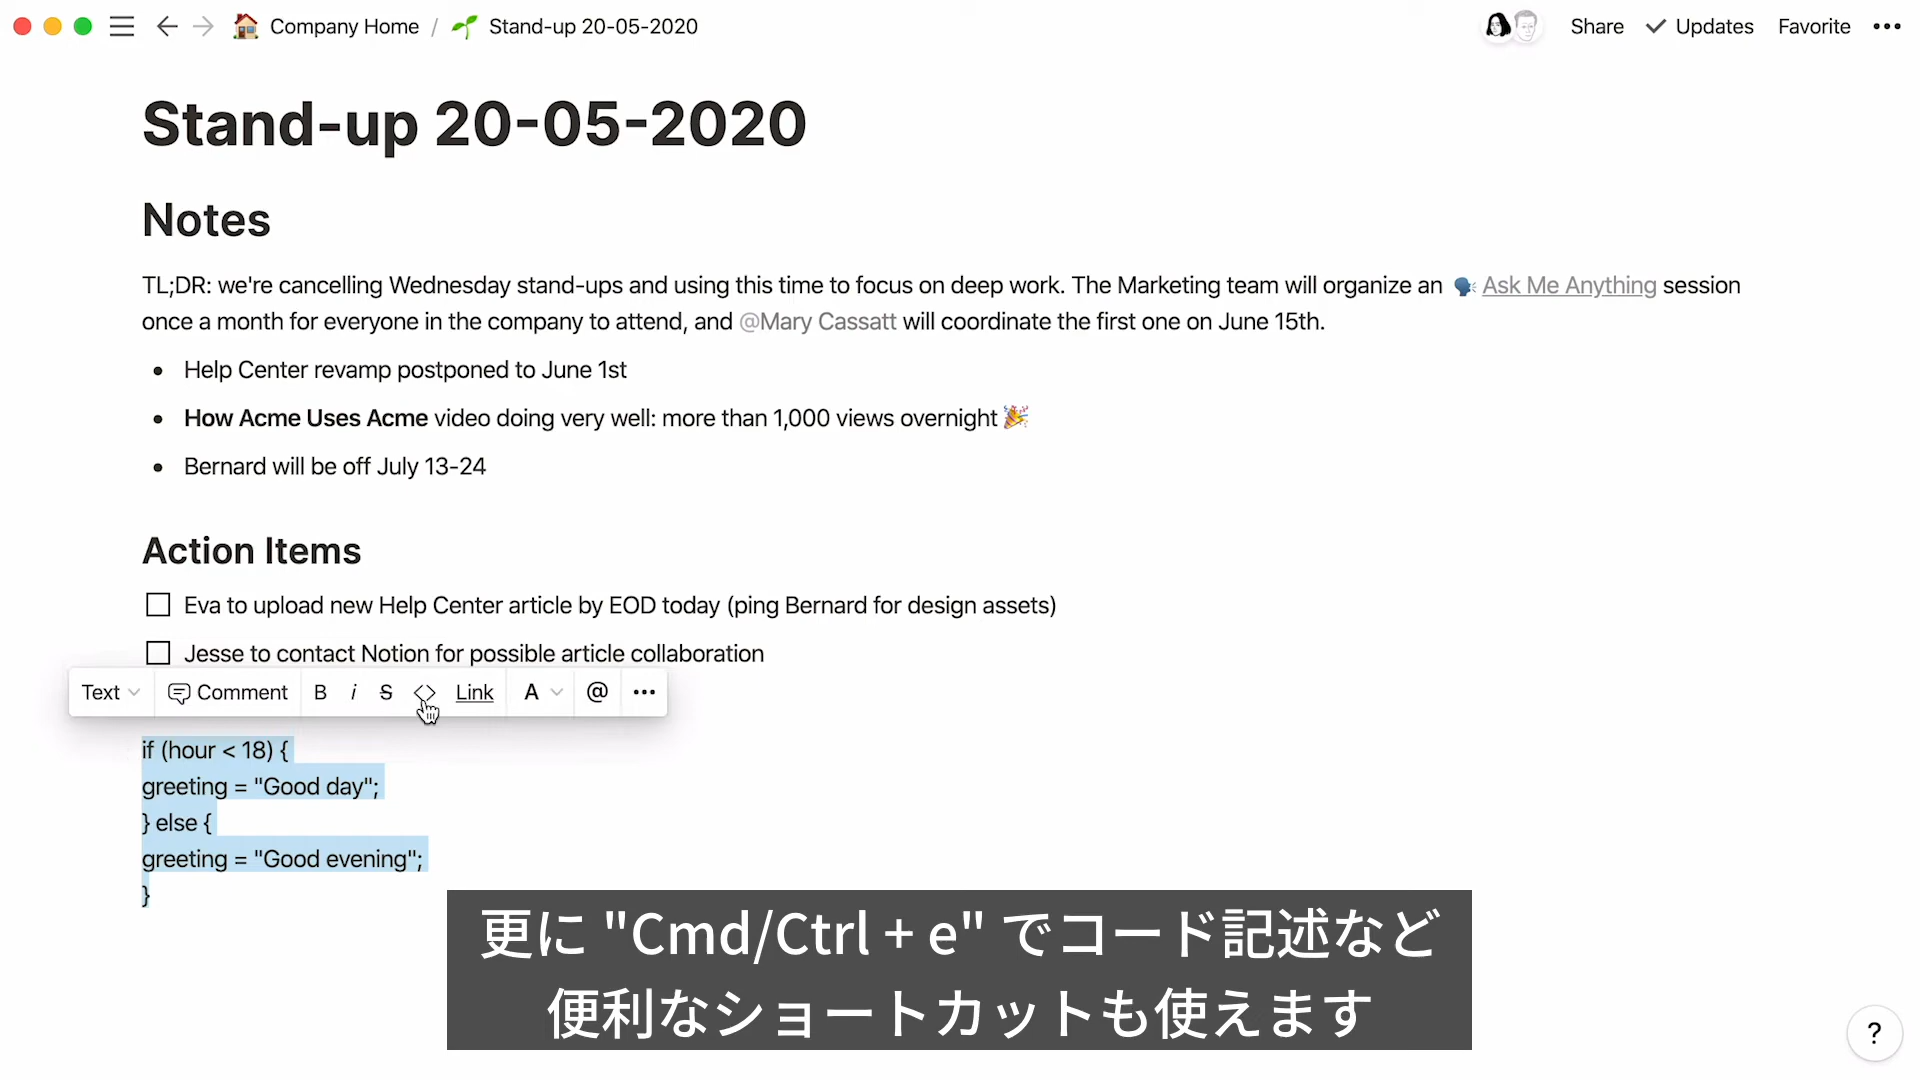 Company Home / Stand-up 20-05-2020
Share Updates Favorite
Stand-up 20-05-2020
Notes
TL;DR: we're cancelling Wednesday stand-ups and using this time to focus on deep work. The Marketing team will organize an Ask Me Anything session
once a month for everyone in the company to attend, and @Mary Cassatt will coordinate the first one on June 15th.
Help Center revamp postponed to June 1st
How Acme Uses Acme video doing very well: more than 1,000 views overnight 🎉
Bernard will be off July 13-24
Action Items
Eva to upload new Help Center article by EOD today (ping Bernard for design assets)
Jesse to contact Notion for possible article collaboration
Text Comment B i S <> Link A @ •••
if (hour < 18) {
greeting = "Good day";
} else {
greeting = "Good evening";
}
更に "Cmd/Ctrl + e" でコード記述など
便利なショートカットも使えます
?